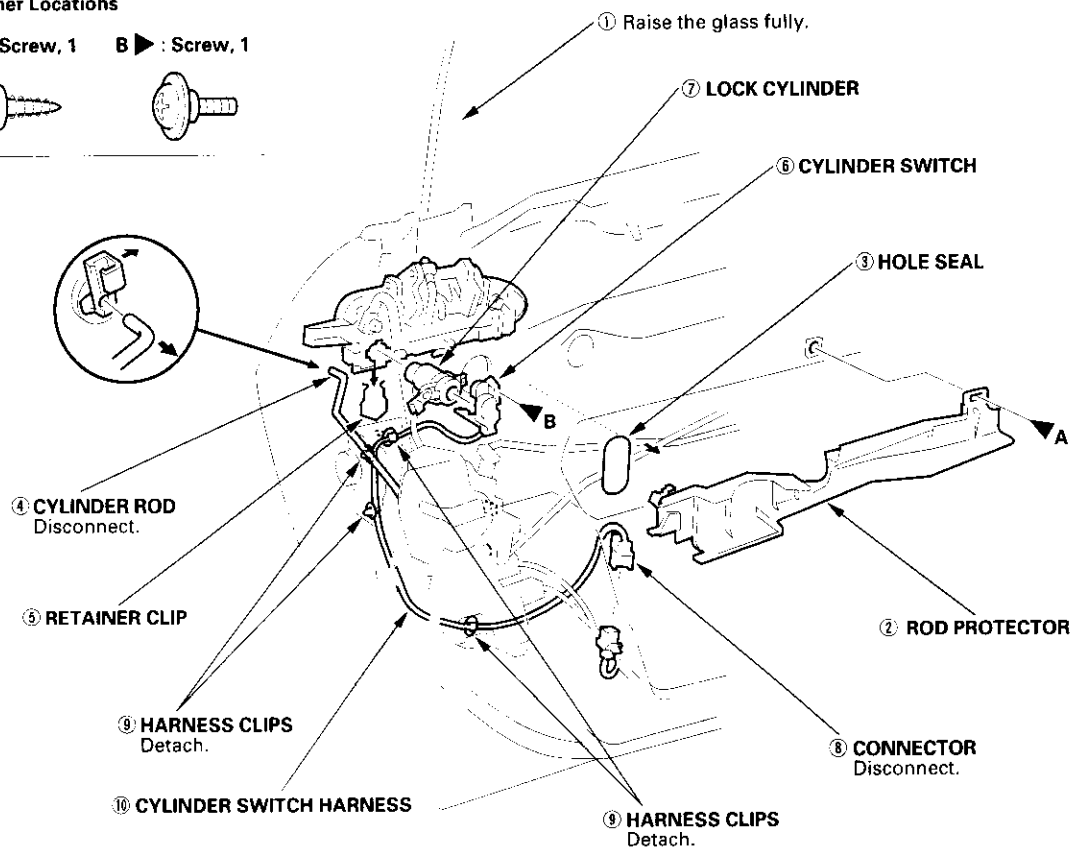 Locations
Screw, 1 B ▶ : Screw, 1
① Raise the glass fully.
⑦ LOCK CYLINDER
⑥ CYLINDER SWITCH
③ HOLE SEAL
B
A
④ CYLINDER ROD
Disconnect.
⑤ RETAINER CLIP
② ROD PROTECTOR
⑨ HARNESS CLIPS
Detach.
⑧ CONNECTOR
Disconnect.
⑩ CYLINDER SWITCH HARNESS
⑨ HARNESS CLIPS
Detach.